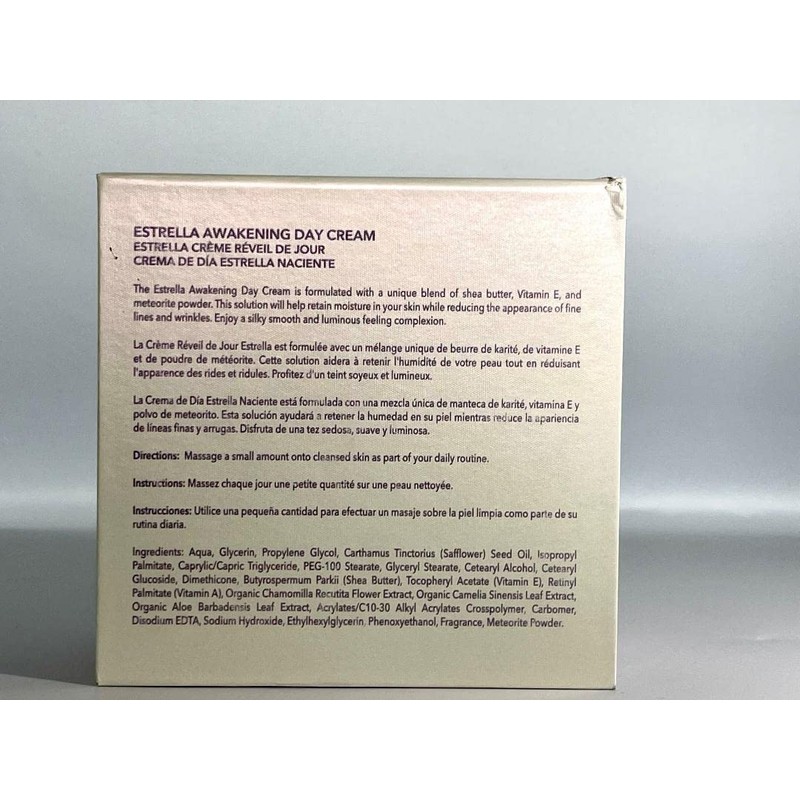 ESTRELLA AWAKENING DAY CREAM
ESTRELLA CRÈME RÉVEIL DE JOUR
CREMA DE DÍA ESTRELLA NACIENTE
The Estrella Awakening Day Cream is formulated with a unique blend of shea butter, Vitamin E, and
meteorite powder. This solution will help retain moisture in your skin while reducing the appearance of fine
lines and wrinkles. Enjoy a silky smooth and luminous feeling complexion.
La Crème Réveil de Jour Estrella est formulée avec un mélange unique de beurre de karité, de vitamine E
et de poudre de météorite. Cette solution aidera à retenir l'humidité de votre peau tout en réduisant
l'apparence des rides et ridules. Profitez d'un teint soyeux et lumineux.
La Crema de Día Estrella Naciente está formulada con una mezcla única de manteca de karité, vitamina E y
polvo de meteorito. Esta solución ayudará a retener la humedad en su piel mientras reduce la apariencia
de líneas finas y arrugas. Disfruta de una tez sedosa, suave y luminosa.
Directions: Massage a small amount onto cleansed skin as part of your daily routine.
Instructions: Massez chaque jour une petite quantité sur une peau nettoyée.
Instrucciones: Utilice una pequeña cantidad para efectuar un masaje sobre la piel limpia como parte de su
rutina diaria.
Ingredients: Aqua, Glycerin, Propylene Glycol, Carthamus Tinctorius (Safflower) Seed Oil, Isopropyl
Palmitate, Caprylic/Capric Triglyceride, PEG-100 Stearate, Glyceryl Stearate, Cetearyl Alcohol, Cetearyl
Glucoside, Dimethicone, Butyrospermum Parkii (Shea Butter), Tocopheryl Acetate (Vitamin E), Retinyl
Palmitate (Vitamin A), Organic Chamomilla Recutita Flower Extract, Organic Camelia Sinensis Leaf Extract,
Organic Aloe Barbadensis Leaf Extract, Acrylates/C10-30 Alkyl Acrylates Crosspolymer, Carbomer,
Disodium EDTA, Sodium Hydroxide, Ethylhexylglycerin, Phenoxyethanol, Fragrance, Meteorite Powder.